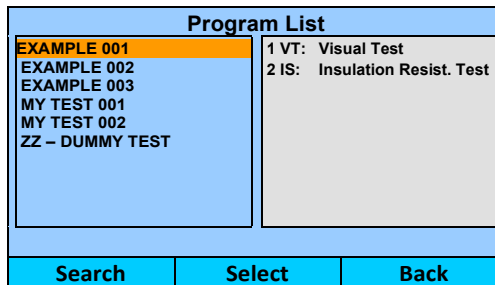 Program List
EXAMPLE 001
EXAMPLE 002
EXAMPLE 003
MY TEST 001
MY TEST 002
ZZ – DUMMY TEST
1 VT: Visual Test
2 IS: Insulation Resist. Test
Search Select Back